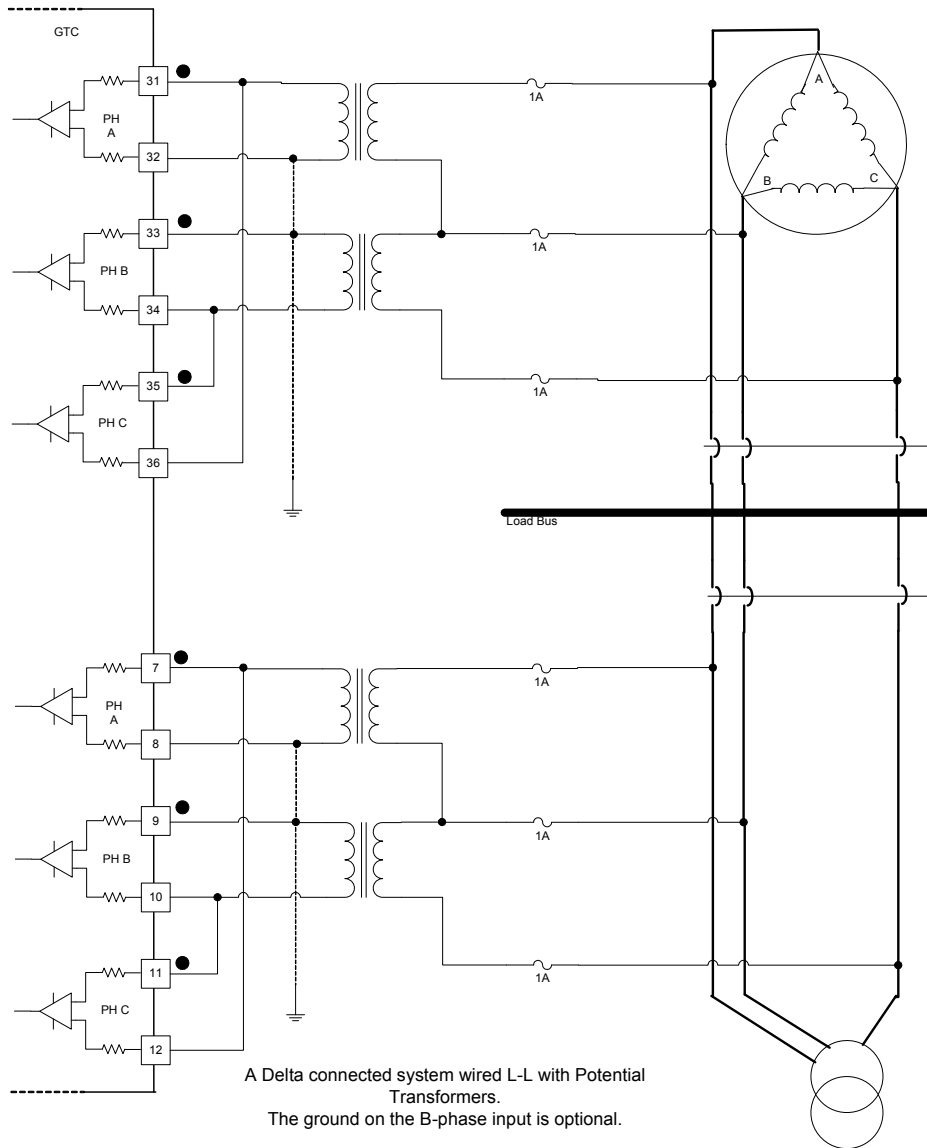 GTC
31
PH
A
32
1A
A
B
C
33
PH B
34
1A
35
PH C
36
1A
Load Bus
7
PH
A
8
1A
9
PH B
10
1A
11
PH C
12
1A
A Delta connected system wired L-L with Potential
Transformers.
The ground on the B-phase input is optional.